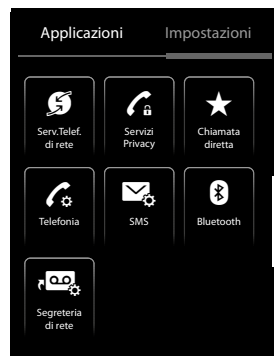 Applicazioni Impostazioni
Serv.Telef. Servizi Chiamata
di rete Privacy diretta
Telefonia SMS Bluetooth
Segreteria
di rete